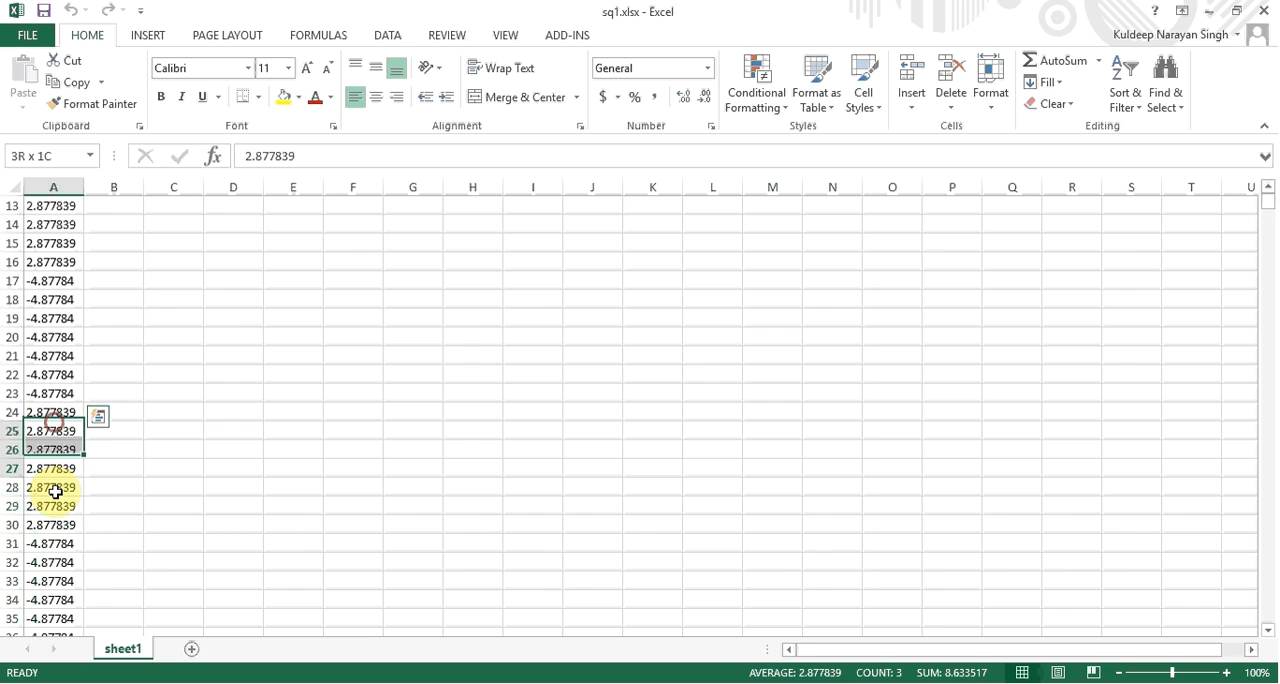 sq1.xlsx - Excel
FILE HOME INSERT PAGE LAYOUT FORMULAS DATA REVIEW VIEW ADD-INS
Kuldeep Narayan Singh
Paste
Cut
Copy
Format Painter
Clipboard
Calibri 11
B I U
Font
Wrap Text
Merge & Center
Alignment
General
$ % ,
Number
Conditional Formatting
Format as Table
Cell Styles
Styles
Insert Delete Format
Cells
AutoSum
Fill
Clear
Sort & Filter
Find & Select
Editing
3R x 1C
fx 2.877839
A B C D E F G H I J K L M N O P Q R S T U
13 2.877839
14 2.877839
15 2.877839
16 2.877839
17 -4.87784
18 -4.87784
19 -4.87784
20 -4.87784
21 -4.87784
22 -4.87784
23 -4.87784
24 2.877839
25 2.877839
26 2.877839
27 2.877839
28 2.877839
29 2.877839
30 2.877839
31 -4.87784
32 -4.87784
33 -4.87784
34 -4.87784
35 -4.87784
36 -4.87784
sheet1
READY
AVERAGE: 2.877839 COUNT: 3 SUM: 8.633517
100%